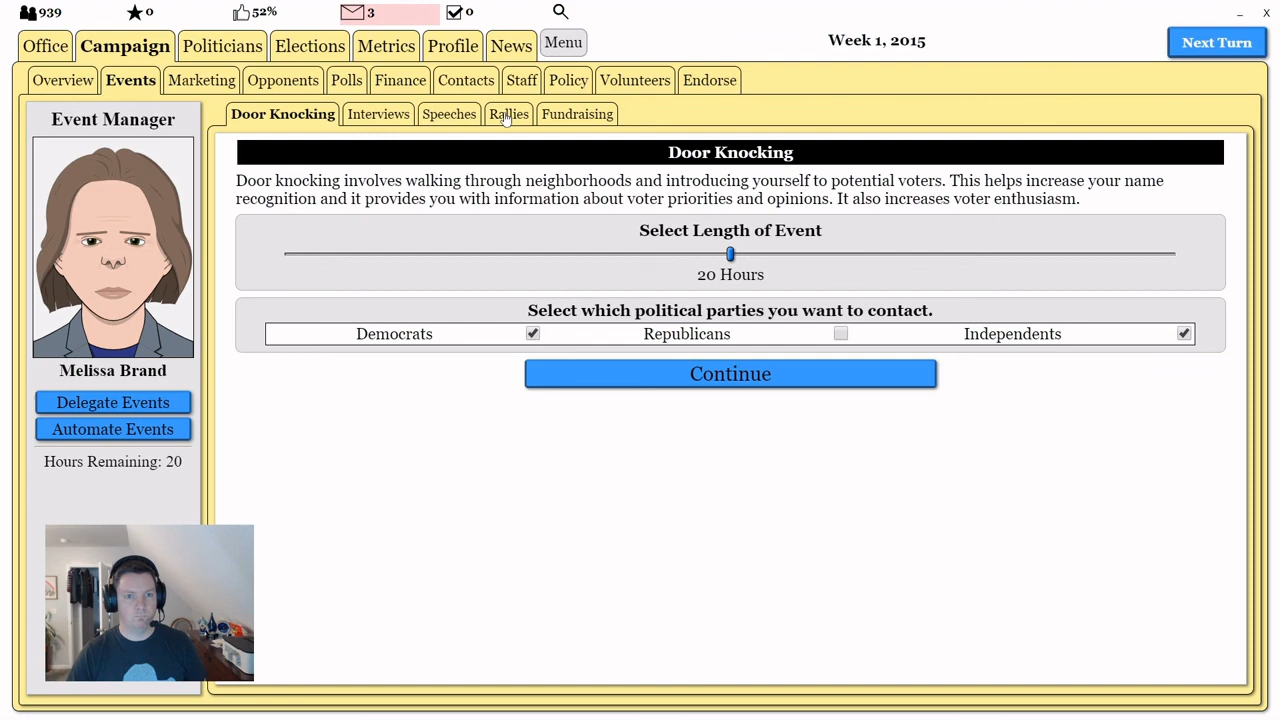 939 0 52% 3 0 _ X
Office Campaign Politicians Elections Metrics Profile News Menu Week 1, 2015 Next Turn
Overview Events Marketing Opponents Polls Finance Contacts Staff Policy Volunteers Endorse
Event Manager
Door Knocking Interviews Speeches Rallies Fundraising
Door Knocking
Door knocking involves walking through neighborhoods and introducing yourself to potential voters. This helps increase your name
recognition and it provides you with information about voter priorities and opinions. It also increases voter enthusiasm.
Select Length of Event
20 Hours
Select which political parties you want to contact.
Democrats Republicans Independents
Continue
Melissa Brand
Delegate Events
Automate Events
Hours Remaining: 20